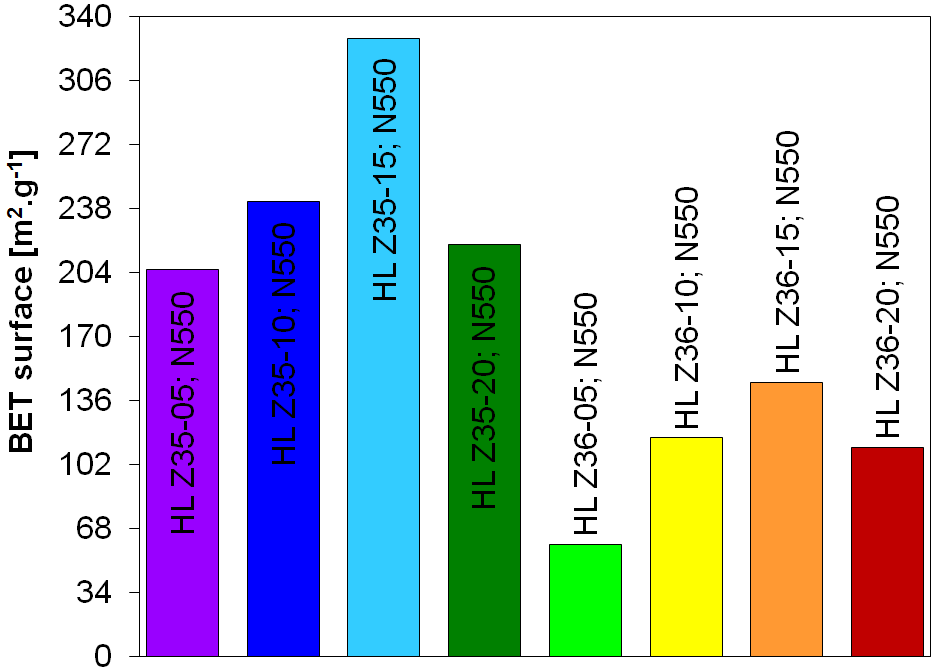 340
306
272
238
204
170
136
102
68
34
0
BET surface [m².g⁻¹]
HL Z35-05; N550
HL Z35-10; N550
HL Z35-15; N550
HL Z35-20; N550
HL Z36-05; N550
HL Z36-10; N550
HL Z36-15; N550
HL Z36-20; N550